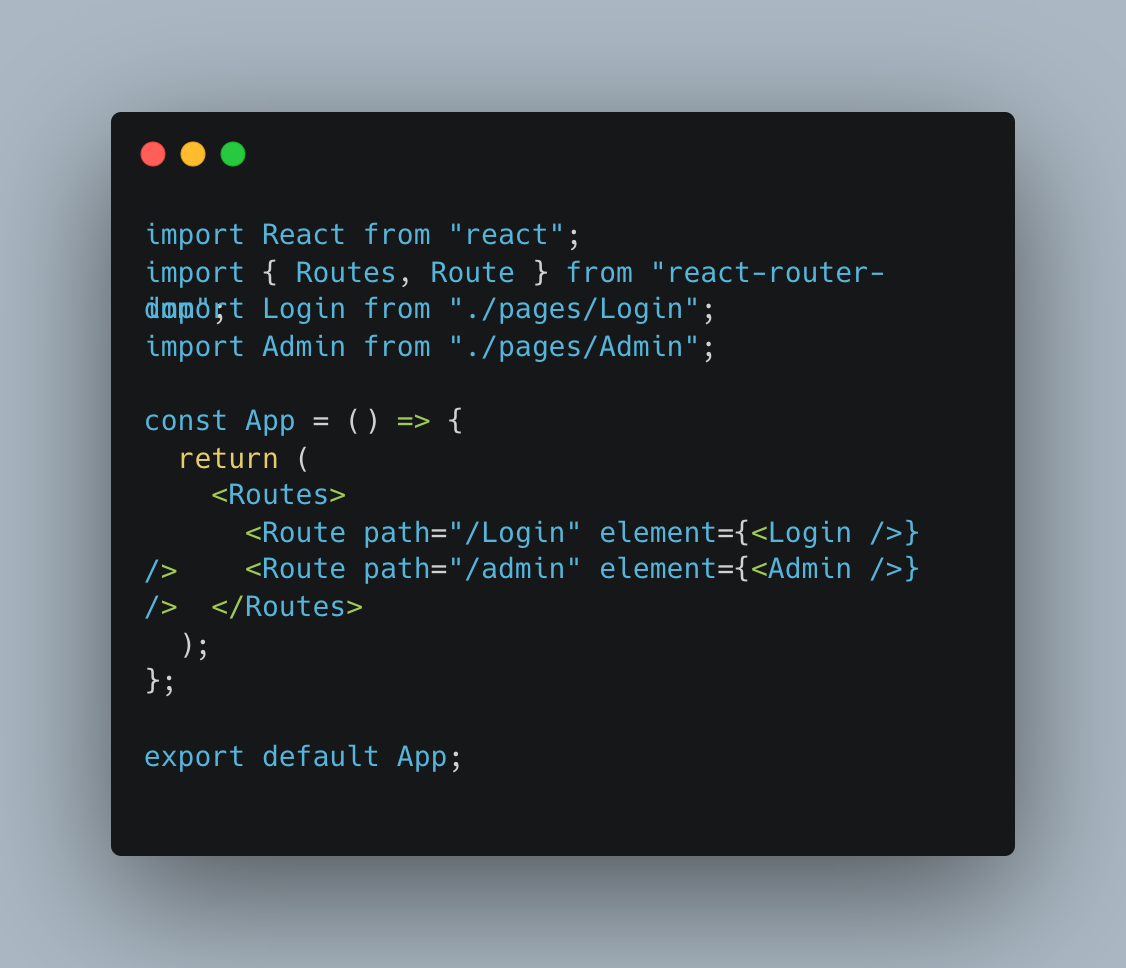 import React from "react";
import { Routes, Route } from "react-router-
dom";
import Login from "./pages/Login";
import Admin from "./pages/Admin";
const App = () => {
  return (
    <Routes>
      <Route path="/Login" element={<Login />}
/>
      <Route path="/admin" element={<Admin />}
/>
    </Routes>
  );
};
export default App;